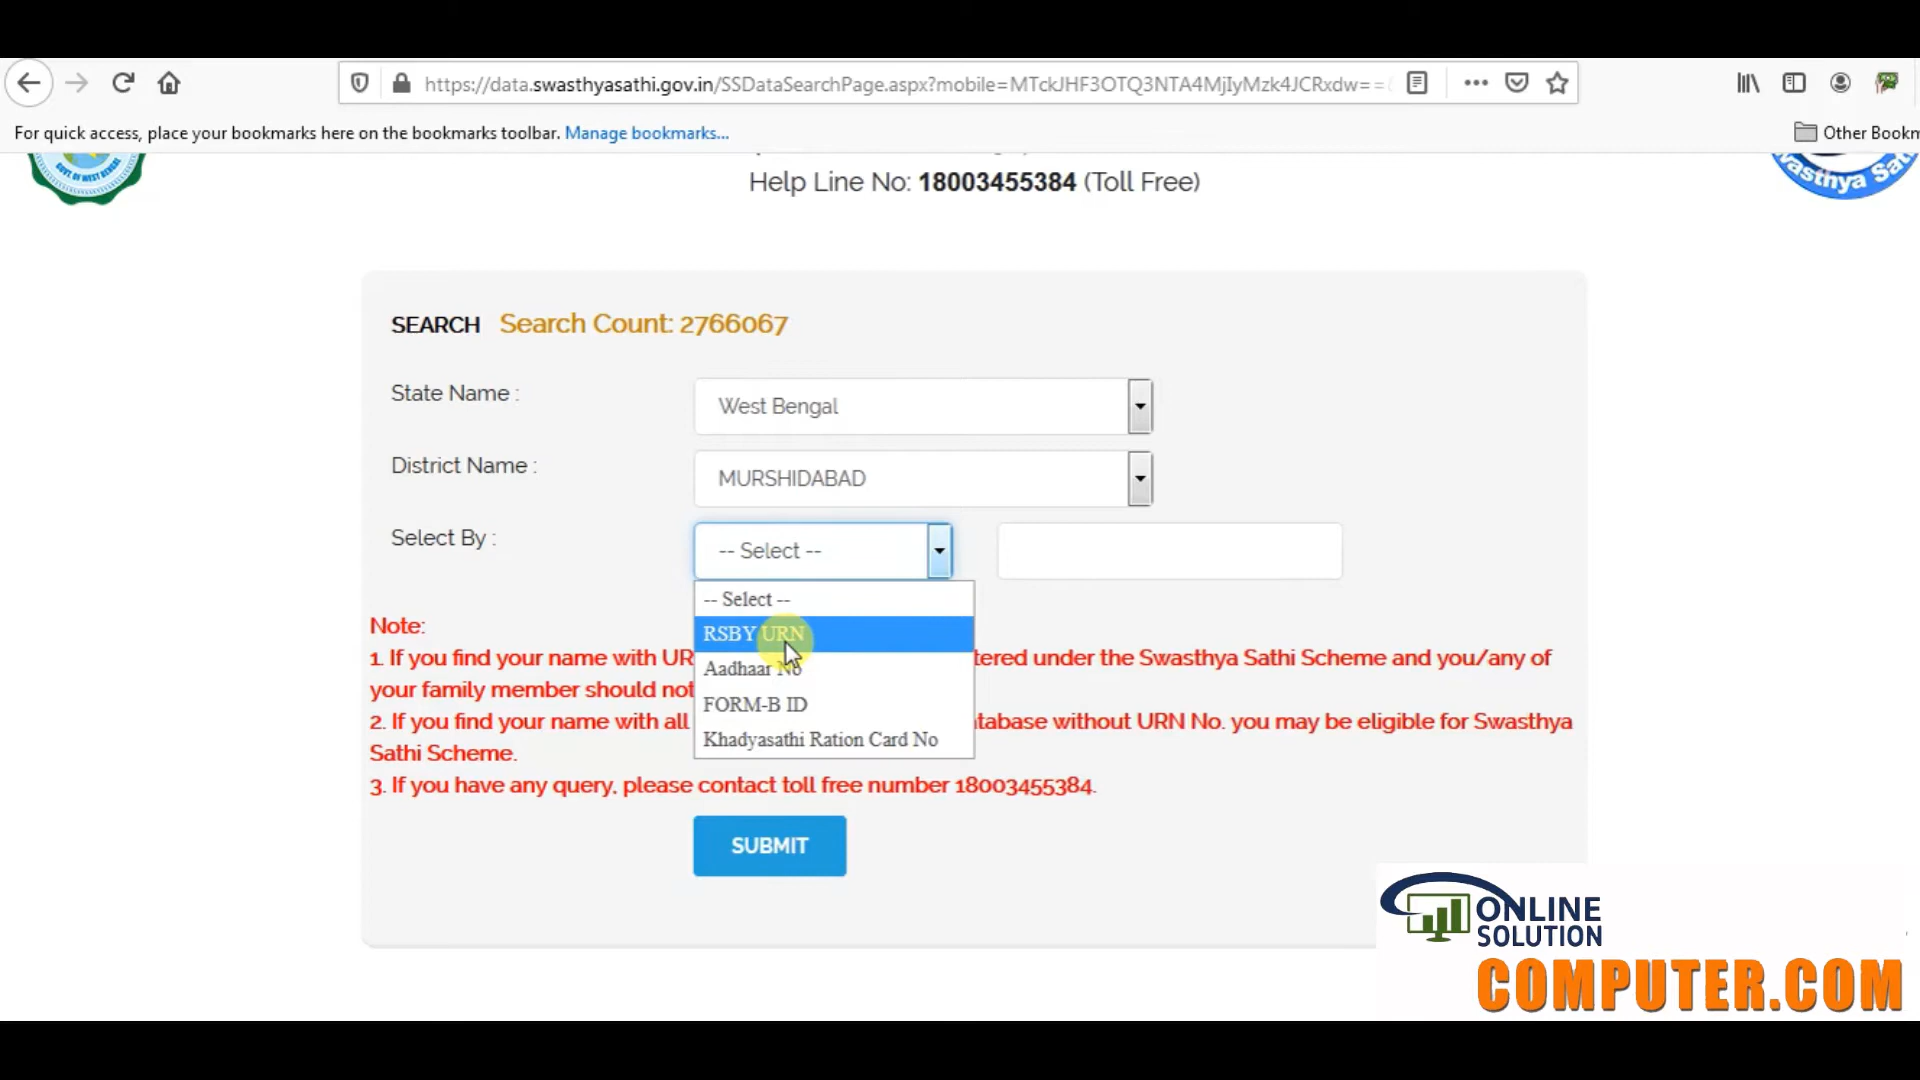 https://data.swasthyasathi.gov.in/SSDataSearchPage.aspx?mobile=MTckJHF3OTQ3NTA4MjIyMzk4JCRxdw==
For quick access, place your bookmarks here on the bookmarks toolbar. Manage bookmarks...
Other Bookm
GOVT. OF WEST BENGAL
Help Line No: 18003455384 (Toll Free)
wasthya Sa
SEARCH Search Count: 2766067
State Name :
West Bengal
District Name :
MURSHIDABAD
Select By :
-- Select --
-- Select --
RSBY URN
Aadhaar No
FORM-B ID
Khadyasathi Ration Card No
Note:
1. If you find your name with UR tered under the Swasthya Sathi Scheme and you/any of
your family member should not
2. If you find your name with all tabase without URN No. you may be eligible for Swasthya
Sathi Scheme.
3. If you have any query, please contact toll free number 18003455384.
SUBMIT
ONLINE
SOLUTION
COMPUTER.COM